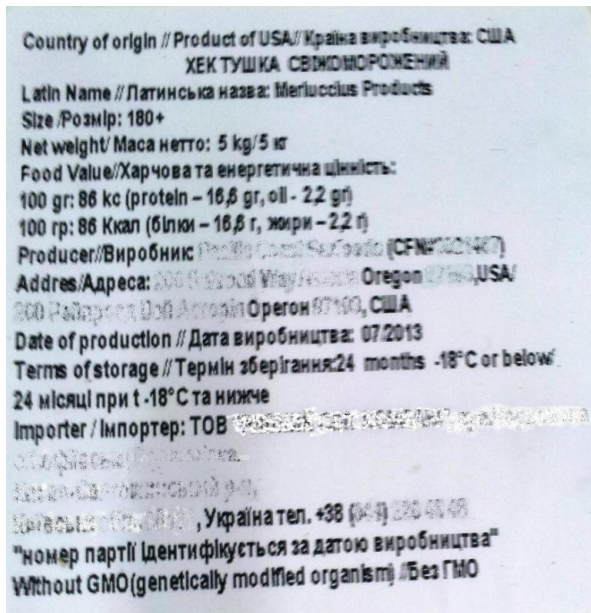 Country of origin // Product of USA// Країна виробництва: США
ХЕК ТУШКА СВІЖОМОРОЖЕНИЙ
Latin Name // Латинська назва: Merluccius Products
Size /Розмір: 180+
Net weight/ Маса нетто: 5 kg/5 кг
Food Value//Харчова та енергетична цінність:
100 gr: 86 kc (protein – 16,6 gr, oil - 2,2 gr)
100 гр: 86 Ккал (білки – 16,6 г, жири – 2,2 г)
Producer//Виробник: (CFN#
Addres/Адреса: Oregon ,USA/
Орегон США
Date of production // Дата виробництва: 07.2013
Terms of storage // Термін зберігання:24 months -18°C or below/
24 місяці при t -18°C та нижче
Importer / Імпортер: ТОВ
, Україна тел. +38
"номер партії ідентифікується за датою виробництва"
Without GMO(genetically modified organism) //Без ГМО